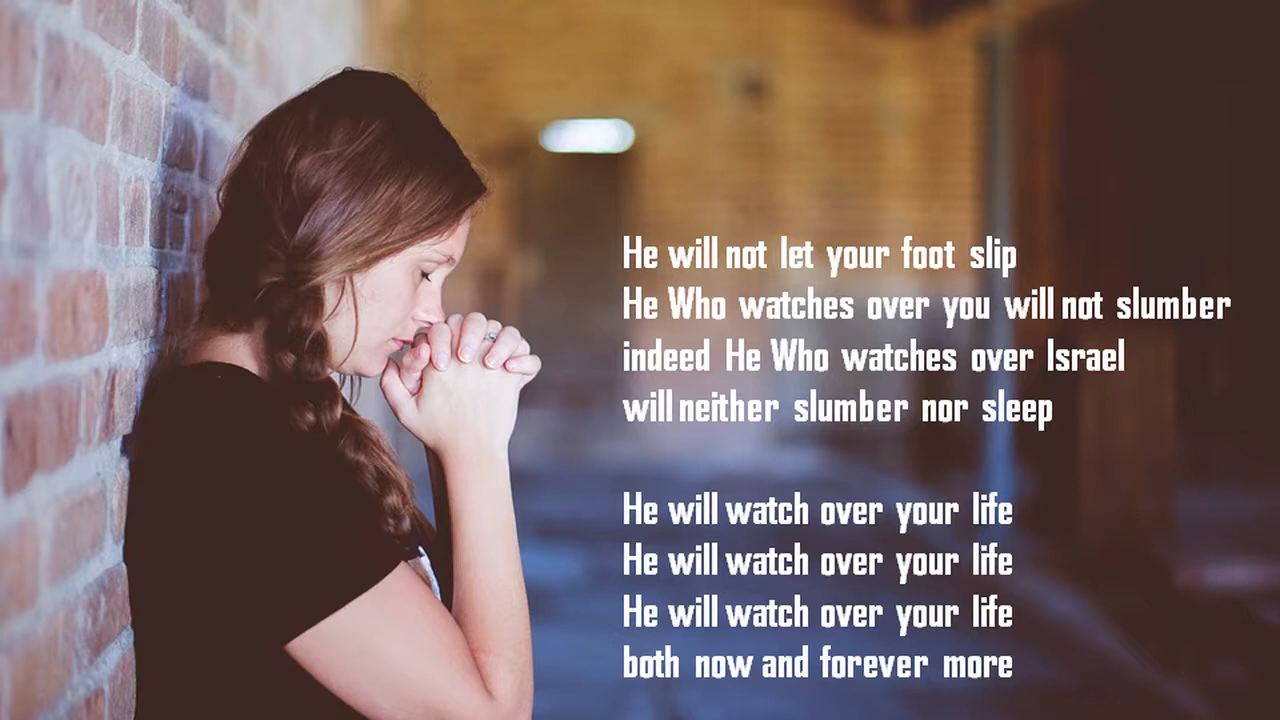 He will not let your foot slip
He Who watches over you will not slumber
indeed He Who watches over Israel
will neither slumber nor sleep
He will watch over your life
He will watch over your life
He will watch over your life
both now and forever more